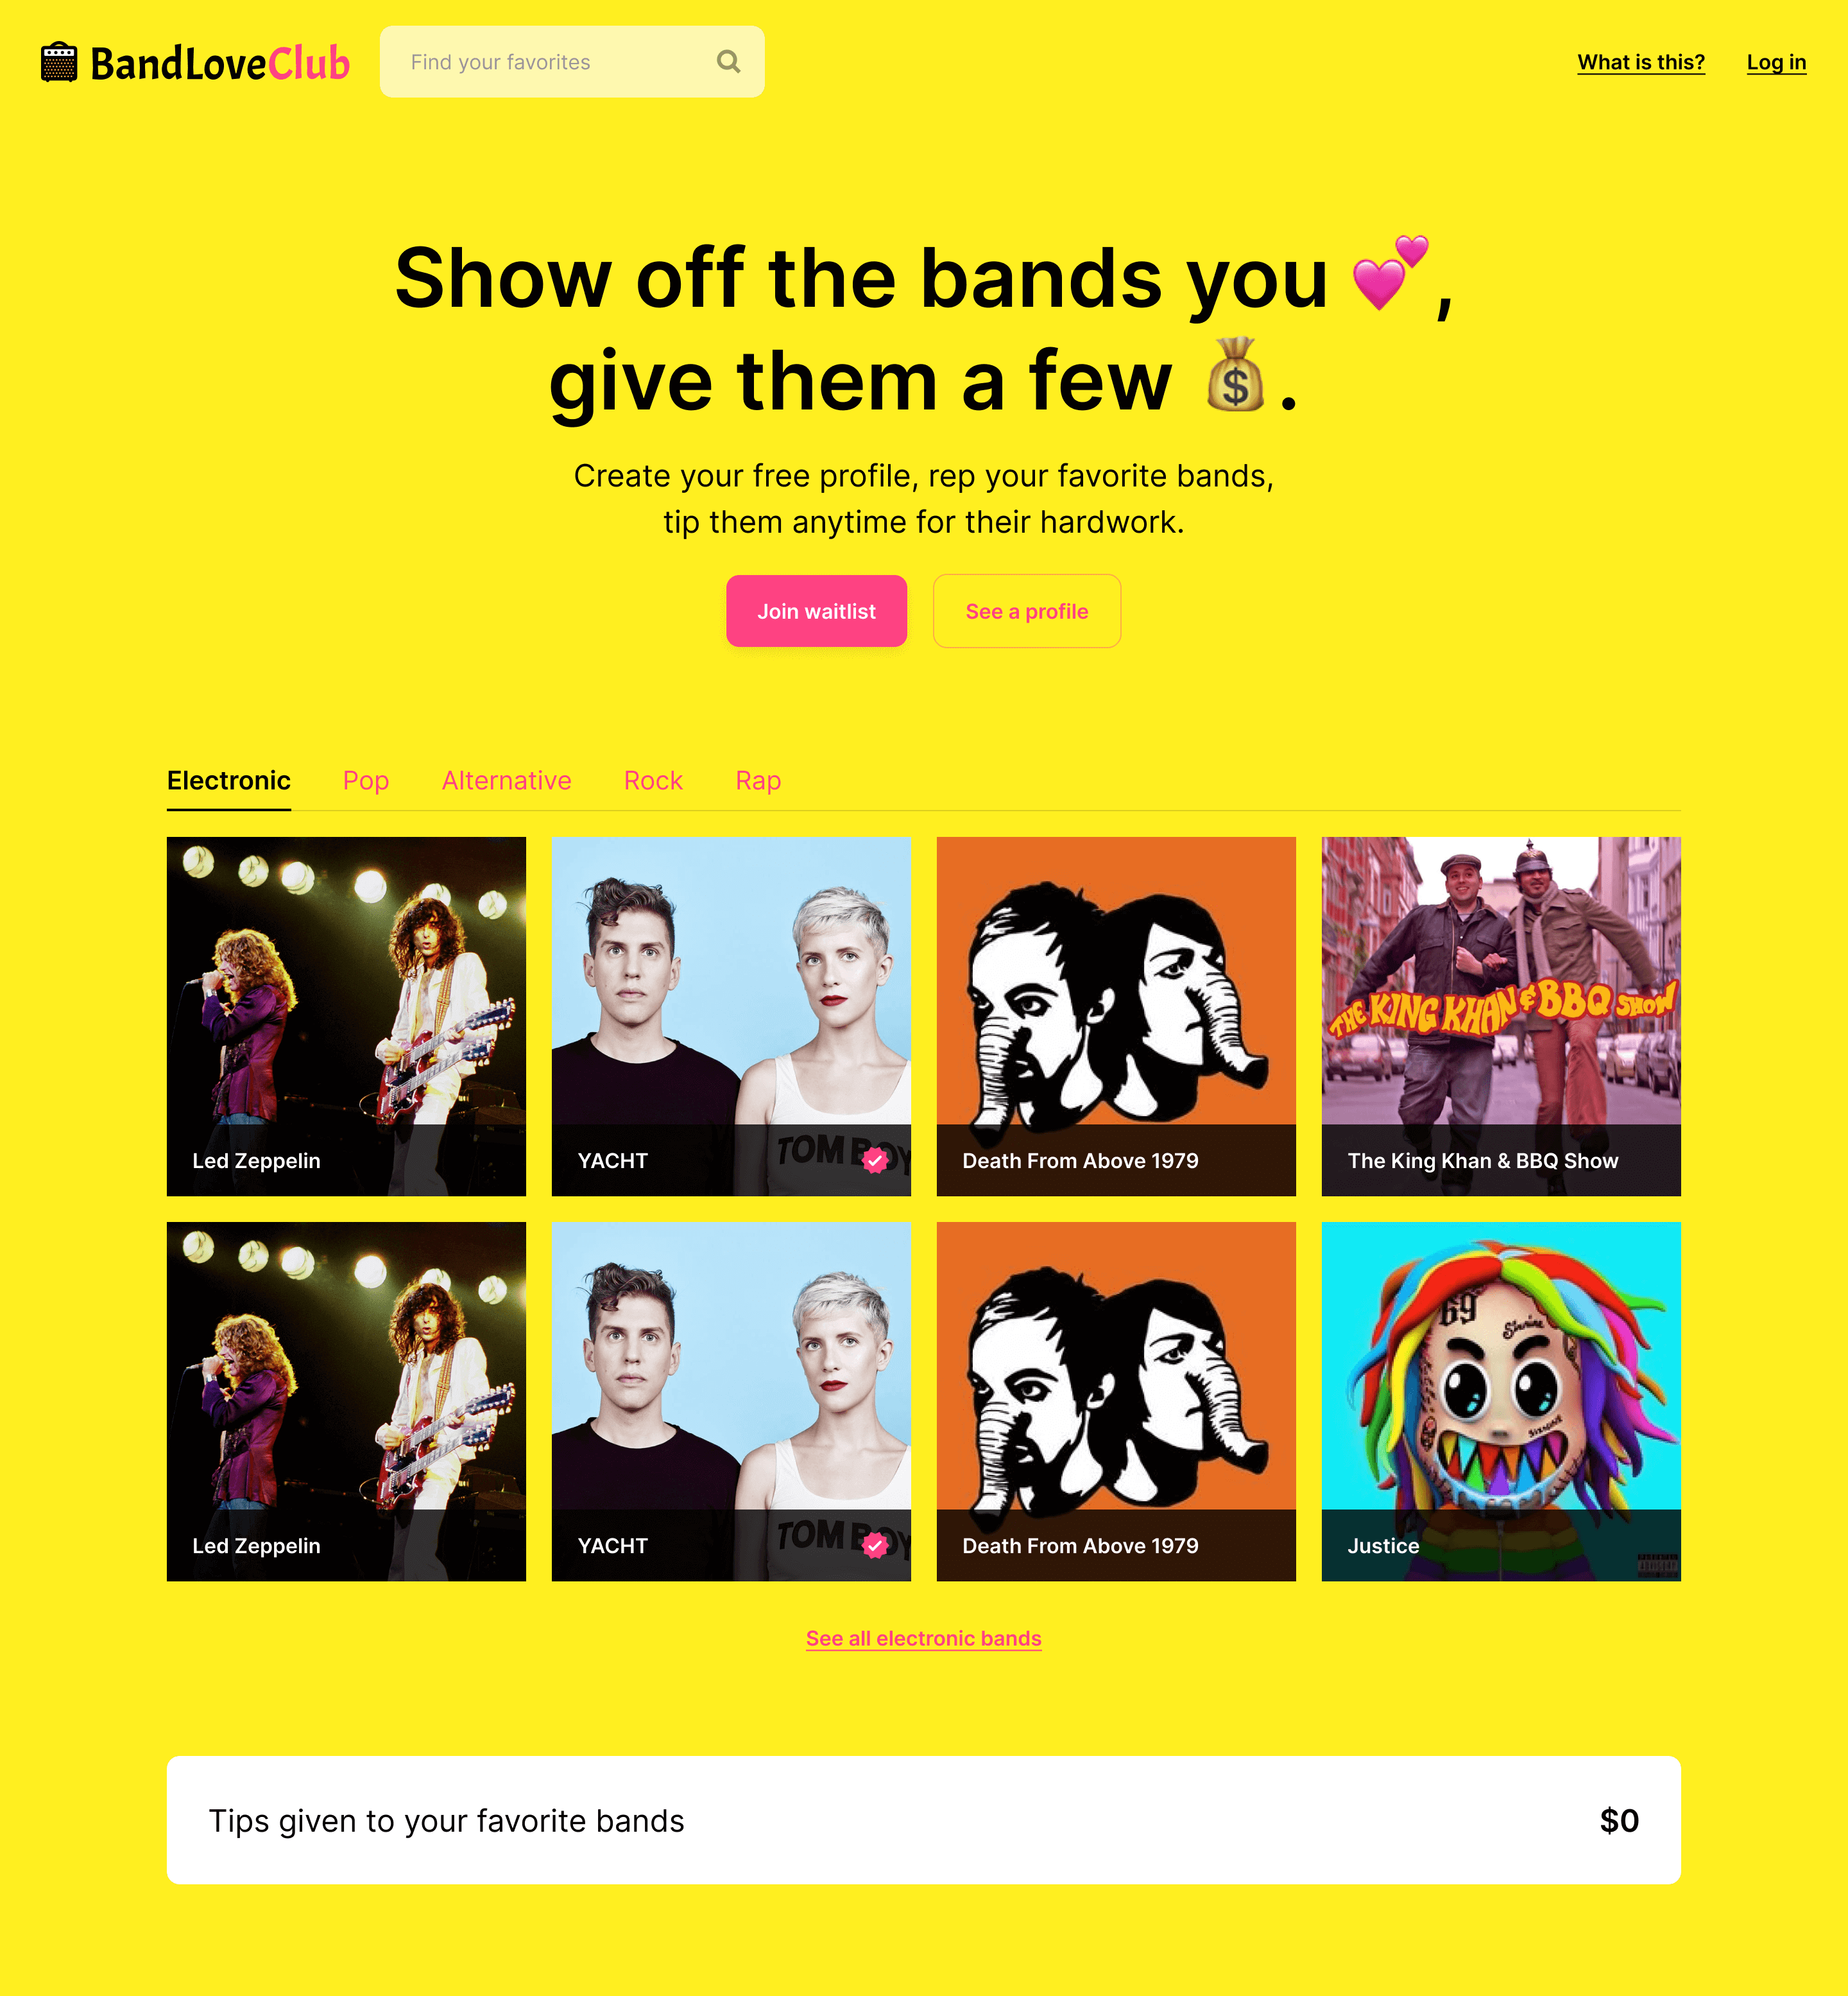 BandLoveClub
Find your favorites
What is this?
Log in
Show off the bands you 💕,
give them a few 💰.
Create your free profile, rep your favorite bands,
tip them anytime for their hardwork.
Join waitlist
See a profile
Electronic
Pop
Alternative
Rock
Rap
THE KING KHAN & BBQ SHOW
TOM BOY
Led Zeppelin
YACHT
Death From Above 1979
The King Khan & BBQ Show
69
TOM BOY
Led Zeppelin
YACHT
Death From Above 1979
Justice
See all electronic bands
Tips given to your favorite bands
$0